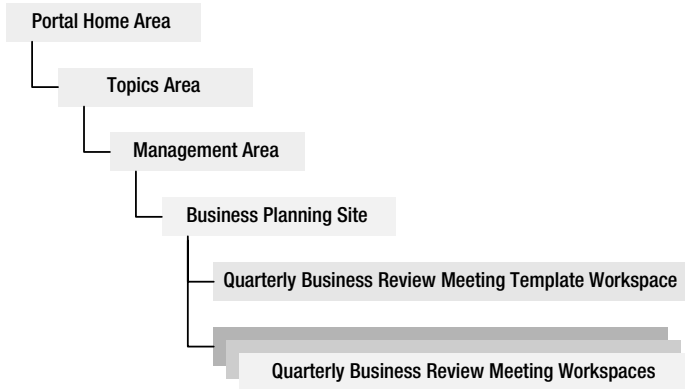 Portal Home Area
Topics Area
Management Area
Business Planning Site
Quarterly Business Review Meeting Template Workspace
Quarterly Business Review Meeting Workspaces